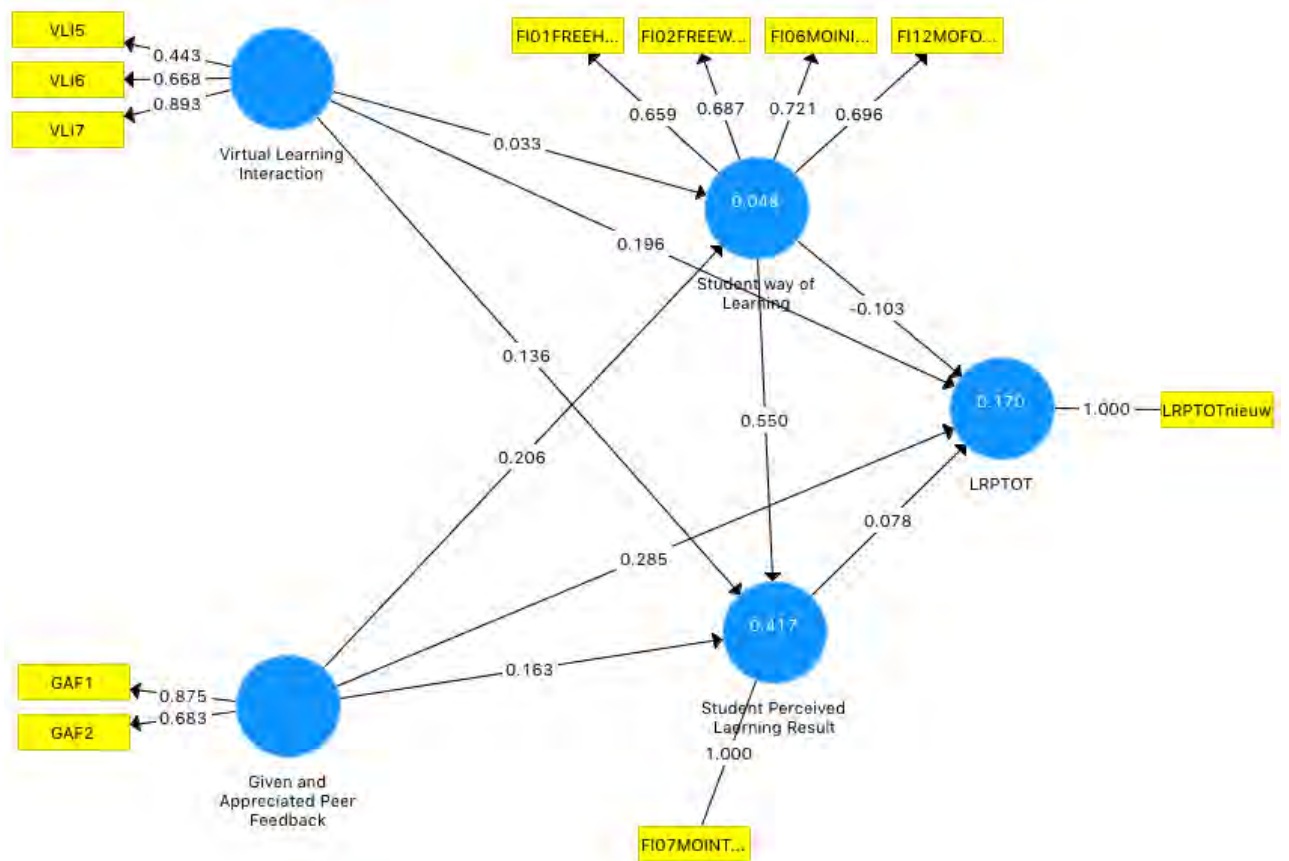 VLI5
VLi6
VLi7
0.443
0.668
0.893
Virtual Learning
Interaction
FI01FREEH...
FI02FREEW...
FI06MOINI...
FI12MOFO...
0.659
0.687
0.721
0.696
0.033
0.048
Student way of
Learning
0.196
-0.103
0.136
0.550
0.170
1.000
LRPTOTnieuw
LRPTOT
0.206
0.078
0.285
0.417
0.163
Student Perceived
Laerning Result
1.000
FI07MOINT...
GAF1
GAF2
0.875
0.683
Given and
Appreciated Peer
Feedback